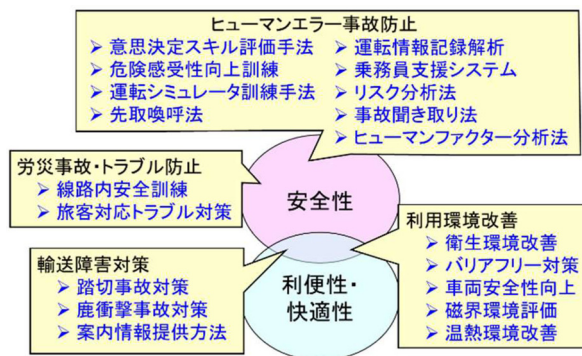 ヒューマンエラー事故防止
➢ 意思決定スキル評価手法
➢ 危険感受性向上訓練
➢ 運転シミュレータ訓練手法
➢ 先取喚呼法
➢ 運転情報記録解析
➢ 乗務員支援システム
➢ リスク分析法
➢ 事故聞き取り法
➢ ヒューマンファクター分析法
労災事故・トラブル防止
➢ 線路内安全訓練
➢ 旅客対応トラブル対策
安全性
利用環境改善
➢ 衛生環境改善
➢ バリアフリー対策
➢ 車両安全性向上
➢ 磁界環境評価
➢ 温熱環境改善
輸送障害対策
➢ 踏切事故対策
➢ 鹿衝撃事故対策
➢ 案内情報提供方法
利便性・
快適性